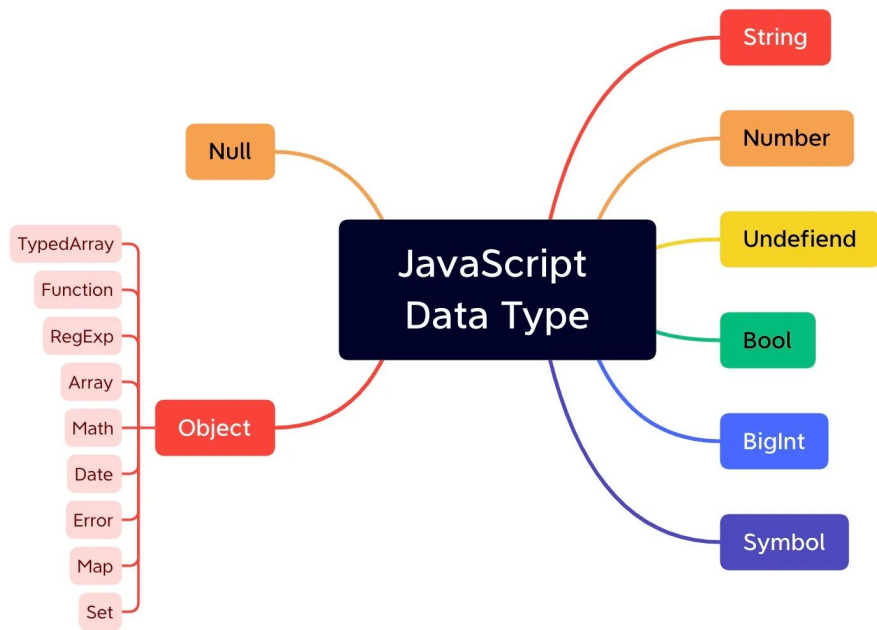 JavaScript
Data Type
String
Number
Undefiend
Bool
BigInt
Symbol
Null
Object
TypedArray
Function
RegExp
Array
Math
Date
Error
Map
Set